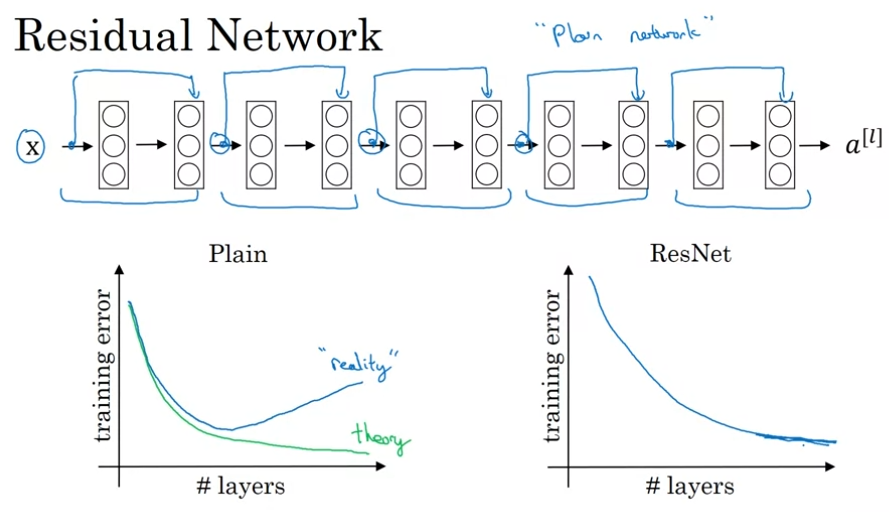 Residual Network
"Plain network"
x
a[l]
Plain
training error
"reality"
theory
# layers
ResNet
training error
# layers